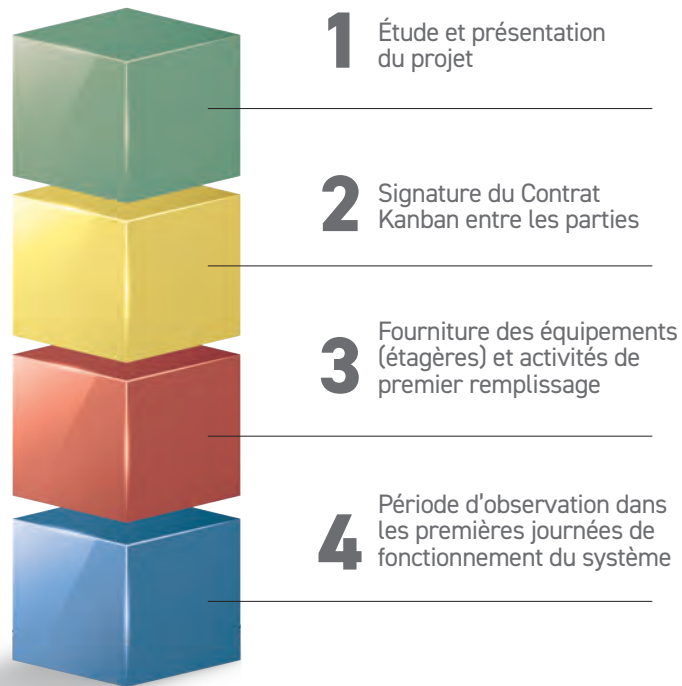 1
Étude et présentation
du projet
2
Signature du Contrat
Kanban entre les parties
3
Fourniture des équipements
(étagères) et activités de
premier remplissage
4
Période d'observation dans
les premières journées de
fonctionnement du système